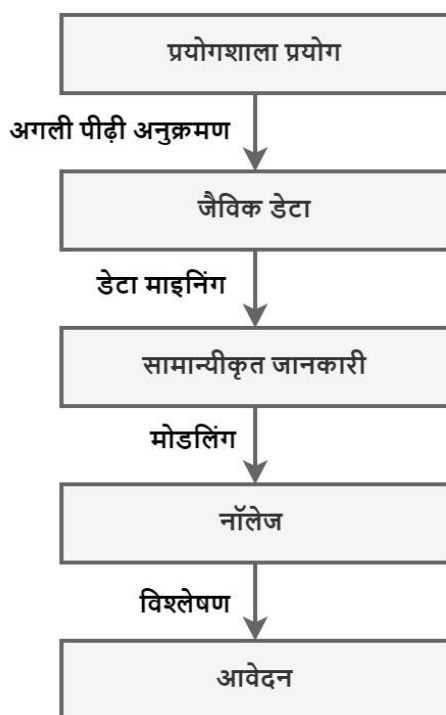 प्रयोगशाला प्रयोग
अगली पीढ़ी अनुक्रमण
जैविक डेटा
डेटा माइनिंग
सामान्यीकृत जानकारी
मोडलिंग
नॉलेज
विश्लेषण
आवेदन